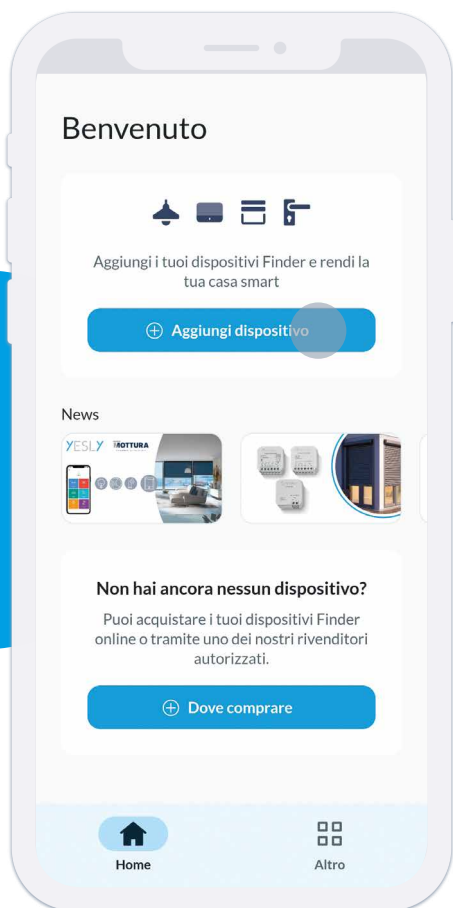 Benvenuto
Aggiungi i tuoi dispositivi Finder e rendi la
tua casa smart
Aggiungi dispositivo
News
YESLY MOTTURA
Non hai ancora nessun dispositivo?
Puoi acquistare i tuoi dispositivi Finder
online o tramite uno dei nostri rivenditori
autorizzati.
Dove comprare
Home Altro